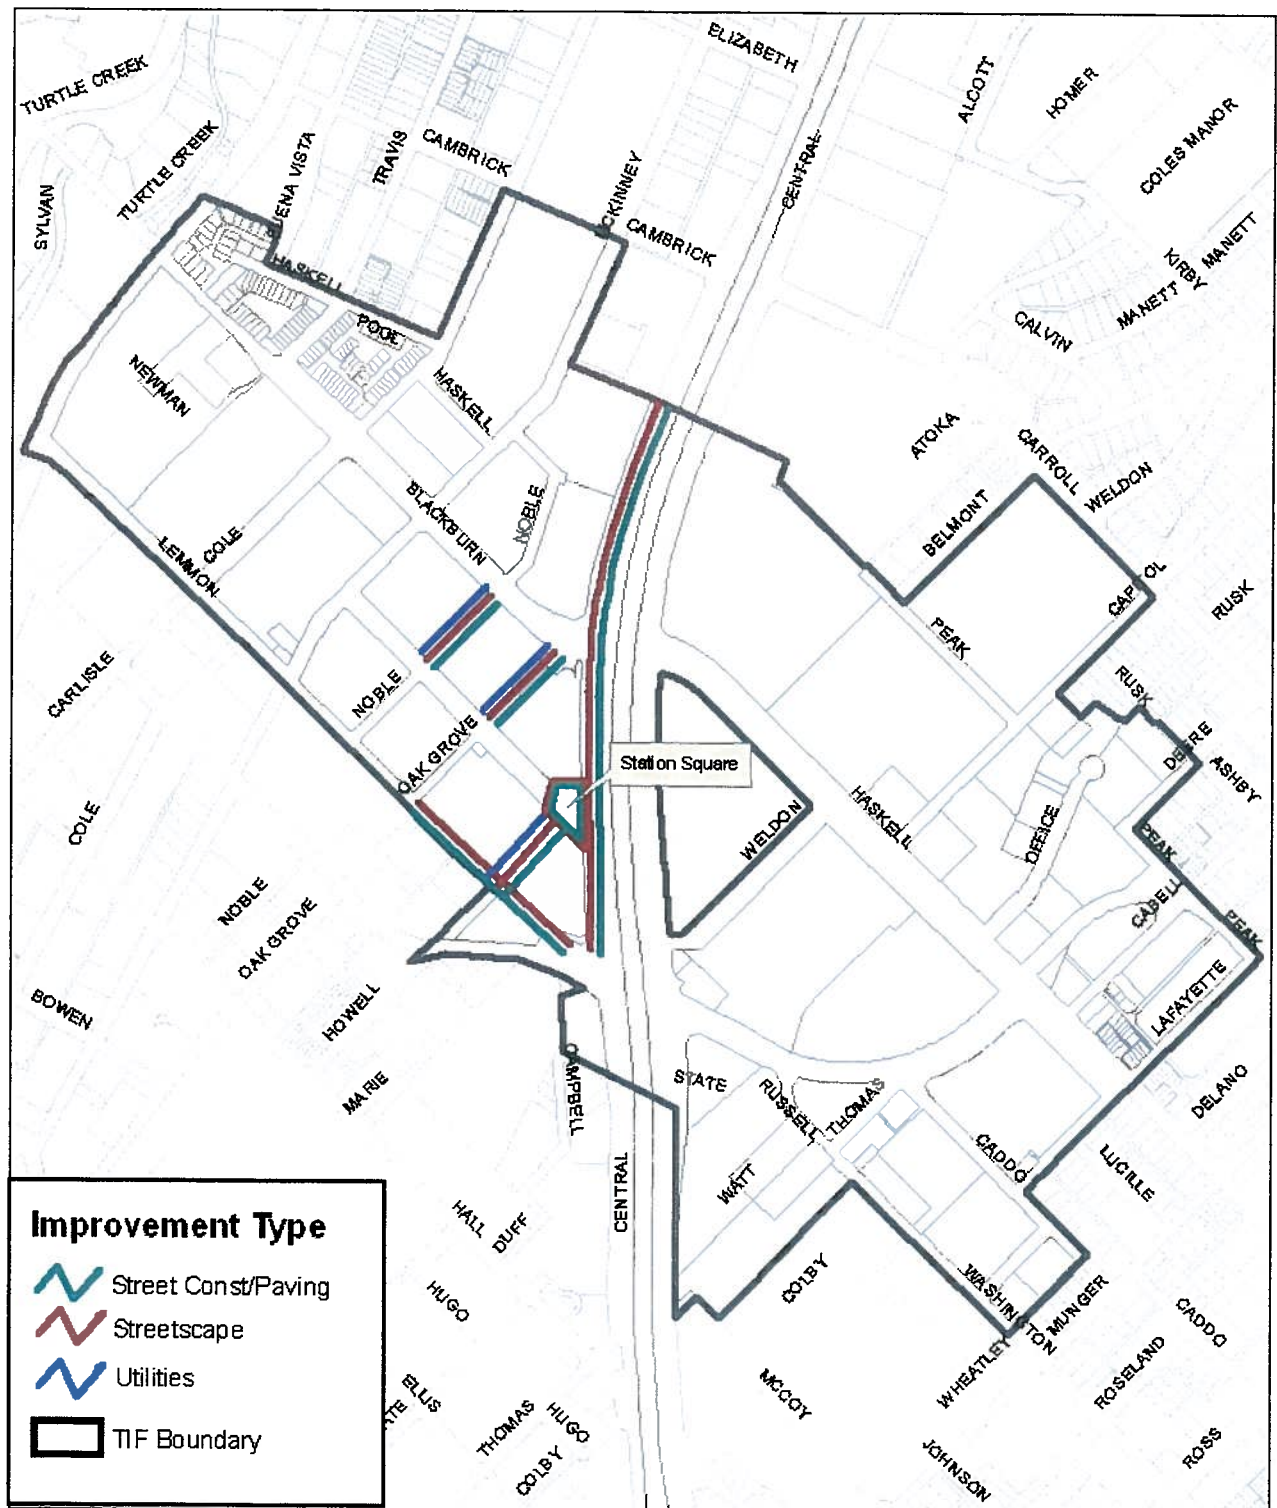 ELIZABETH
TURTLE CREEK
ALCOTT
HOMER
COLES MANOR
TURTLE CREEK
BUENA VISTA
TRAVIS
CAMBRICK
MCKINNEY
CENTRAL
SYLVAN
CAMBRICK
KIRBY
MANETT
MANETT
HASKELL
POOL
CALVIN
NEWMAN
HASKELL
ATOKA
CARROLL
WELDON
BELMONT
BLACKBURN
NOBLE
COLE
LEMMON
CAPITOL
RUSK
PEAK
CARLISLE
NOBLE
RUSK
OAK GROVE
DEERE
ASHBY
Station Square
COLE
WELDON
HASKELL
OFFICE
PEAK
CABELL
PEAK
NOBLE
OAK GROVE
LAFAYETTE
BOWEN
HOWELL
CAMPBELL
MARIE
STATE
RUSSELL
THOMAS
DELANO
WATT
CADDO
LUCILLE
CENTRAL
HALL
DUFF
COLBY
HUGO
WASHINGTON
MUNGER
CADDO
WHEATLEY
ROSELAND
MCCOY
ELLIS
ATE
THOMAS
HUGO
COLBY
JOHNSON
ROSS
Improvement Type
Street Const/Paving
Streetscape
Utilities
TIF Boundary